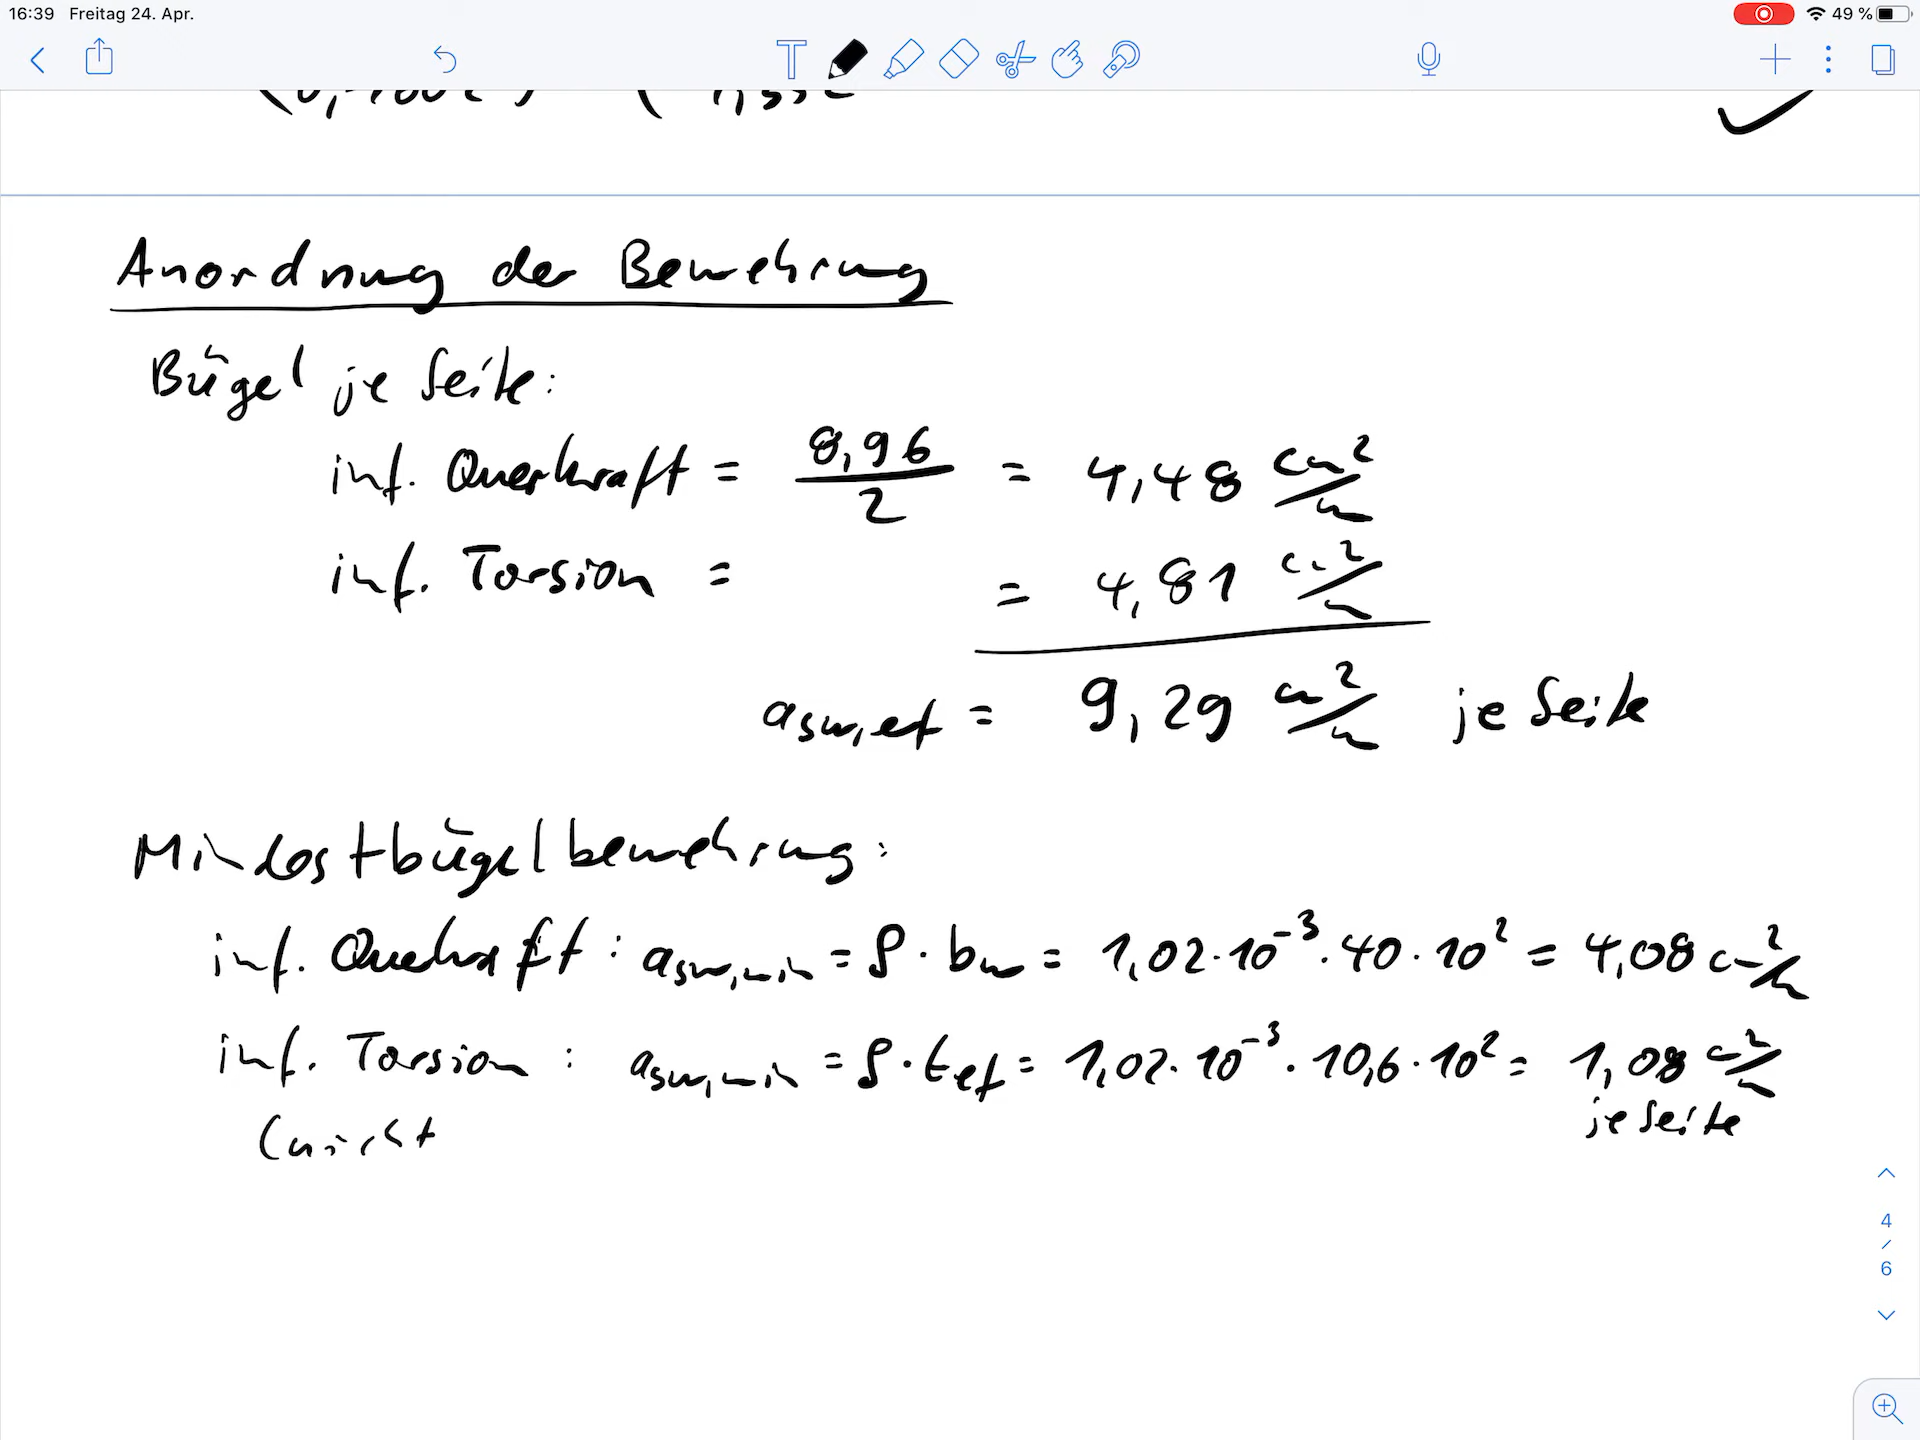 16:39 Freitag 24. Apr. 49 %
T
Anordnung der Bewehrung
Bügel je Seite:
inf. Querkraft = 8,96 / 2 = 4,48 cm²/m
inf. Torsion = = 4,81 cm²/m
asw,erf = 9,29 cm²/m je Seite
Mindestbügelbewehrung:
inf. Querkraft : asw,min = ρ · bw = 1,02 · 10⁻³ · 40 · 10² = 4,08 cm²/m
inf. Torsion : asw,min = ρ · tef = 1,02 · 10⁻³ · 10,6 · 10² = 1,08 cm²/m
je Seite
(nicht
4
/
6